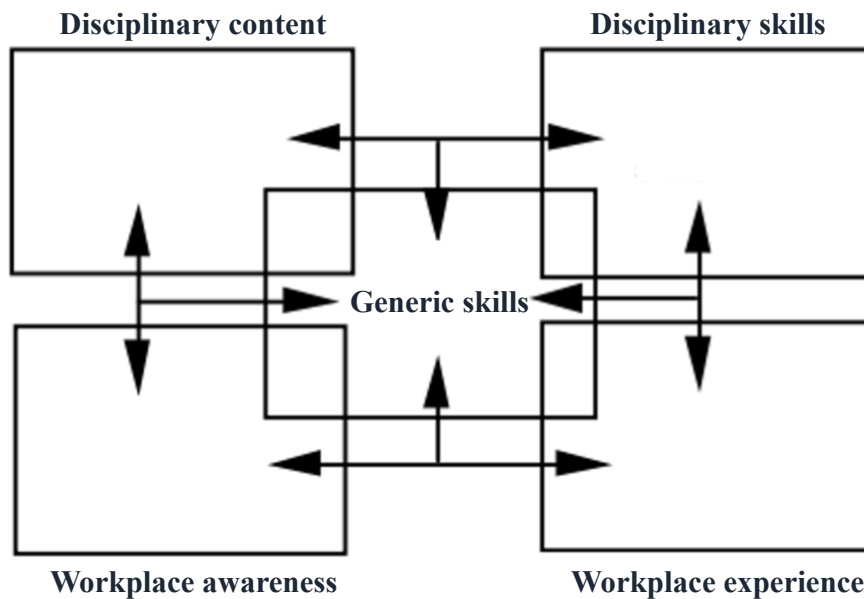 Disciplinary content
Disciplinary skills
Generic skills
Workplace awareness
Workplace experience